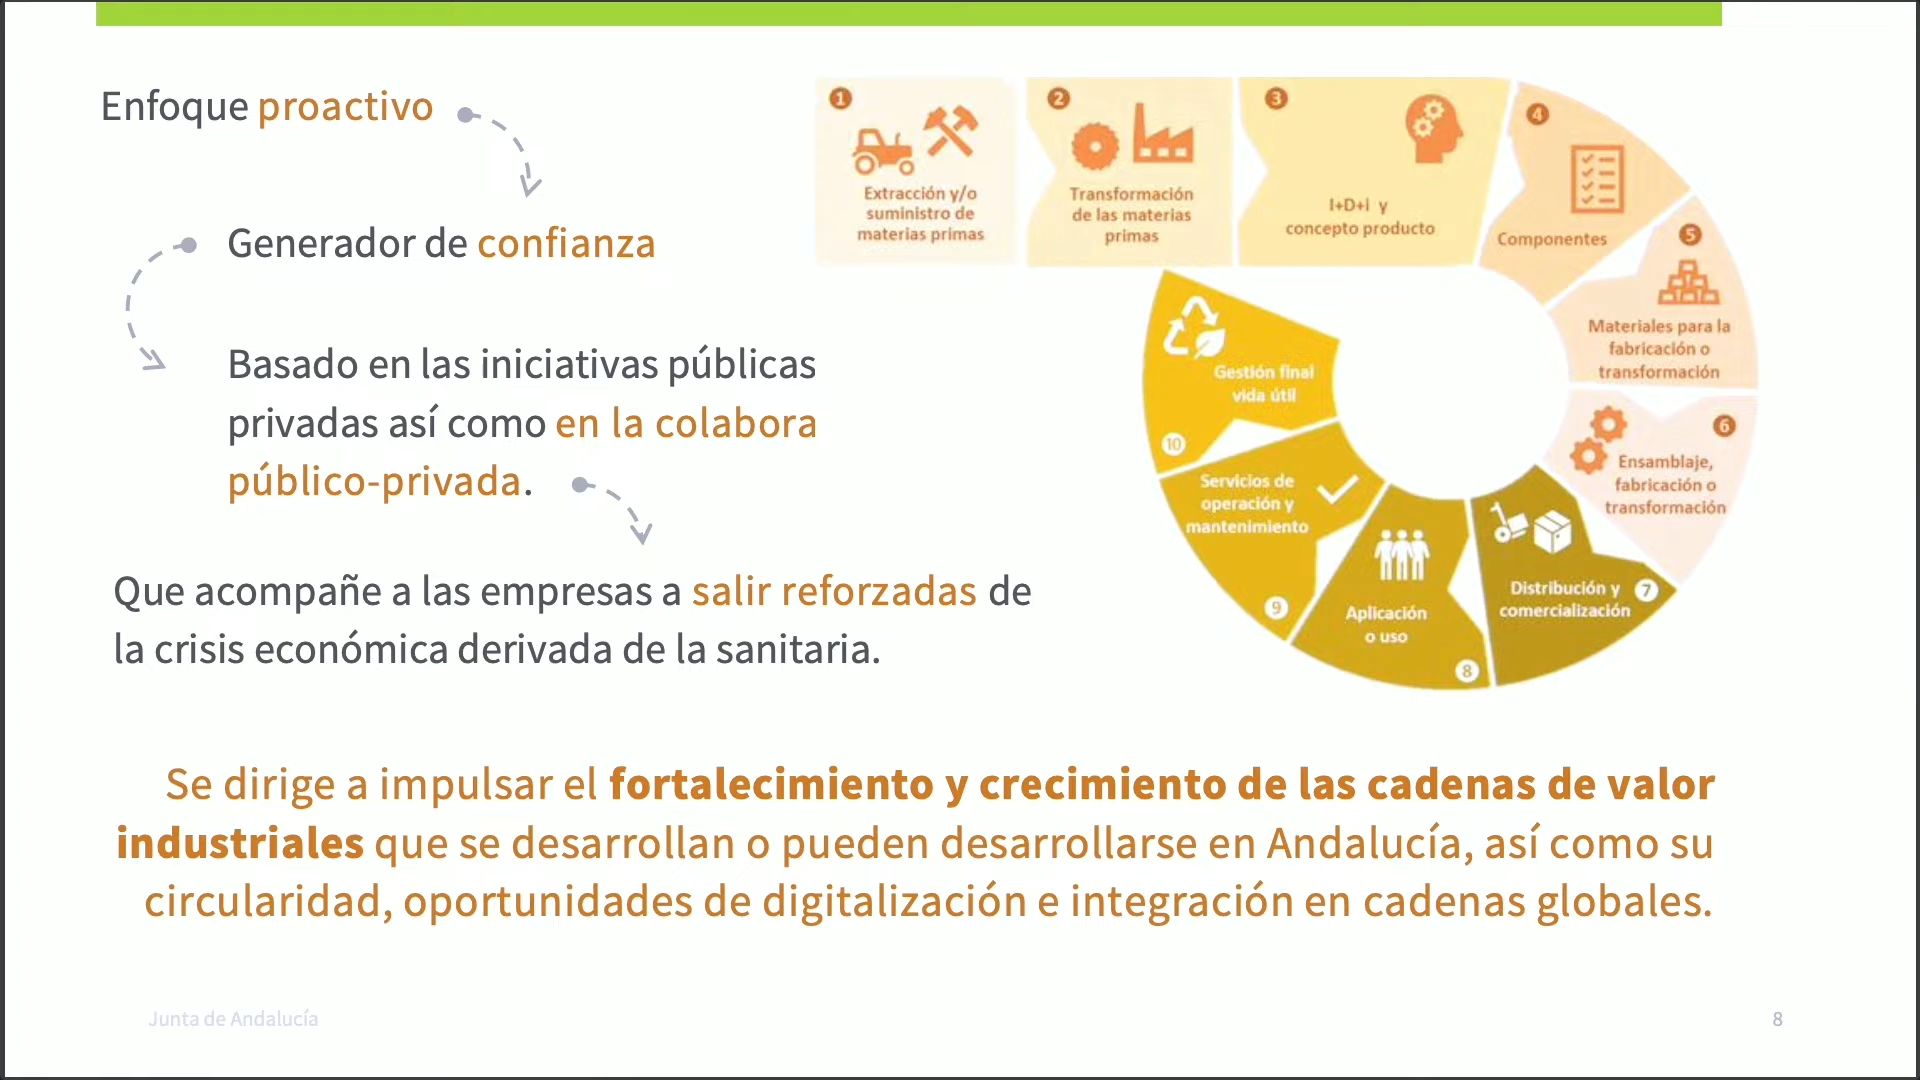 Enfoque proactivo
Generador de confianza
Basado en las iniciativas públicas
privadas así como en la colabora
público-privada.
Que acompañe a las empresas a salir reforzadas de
la crisis económica derivada de la sanitaria.
1
Extracción y/o
suministro de
materias primas
2
Transformación
de las materias
primas
3
I+D+i y
concepto producto
4
Componentes
5
Materiales para la
fabricación o
transformación
6
Ensamblaje,
fabricación o
transformación
7
Distribución y
comercialización
8
Aplicación
o uso
9
Servicios de
operación y
mantenimiento
10
Gestión final
vida útil
Se dirige a impulsar el fortalecimiento y crecimiento de las cadenas de valor
industriales que se desarrollan o pueden desarrollarse en Andalucía, así como su
circularidad, oportunidades de digitalización e integración en cadenas globales.
Junta de Andalucía
8